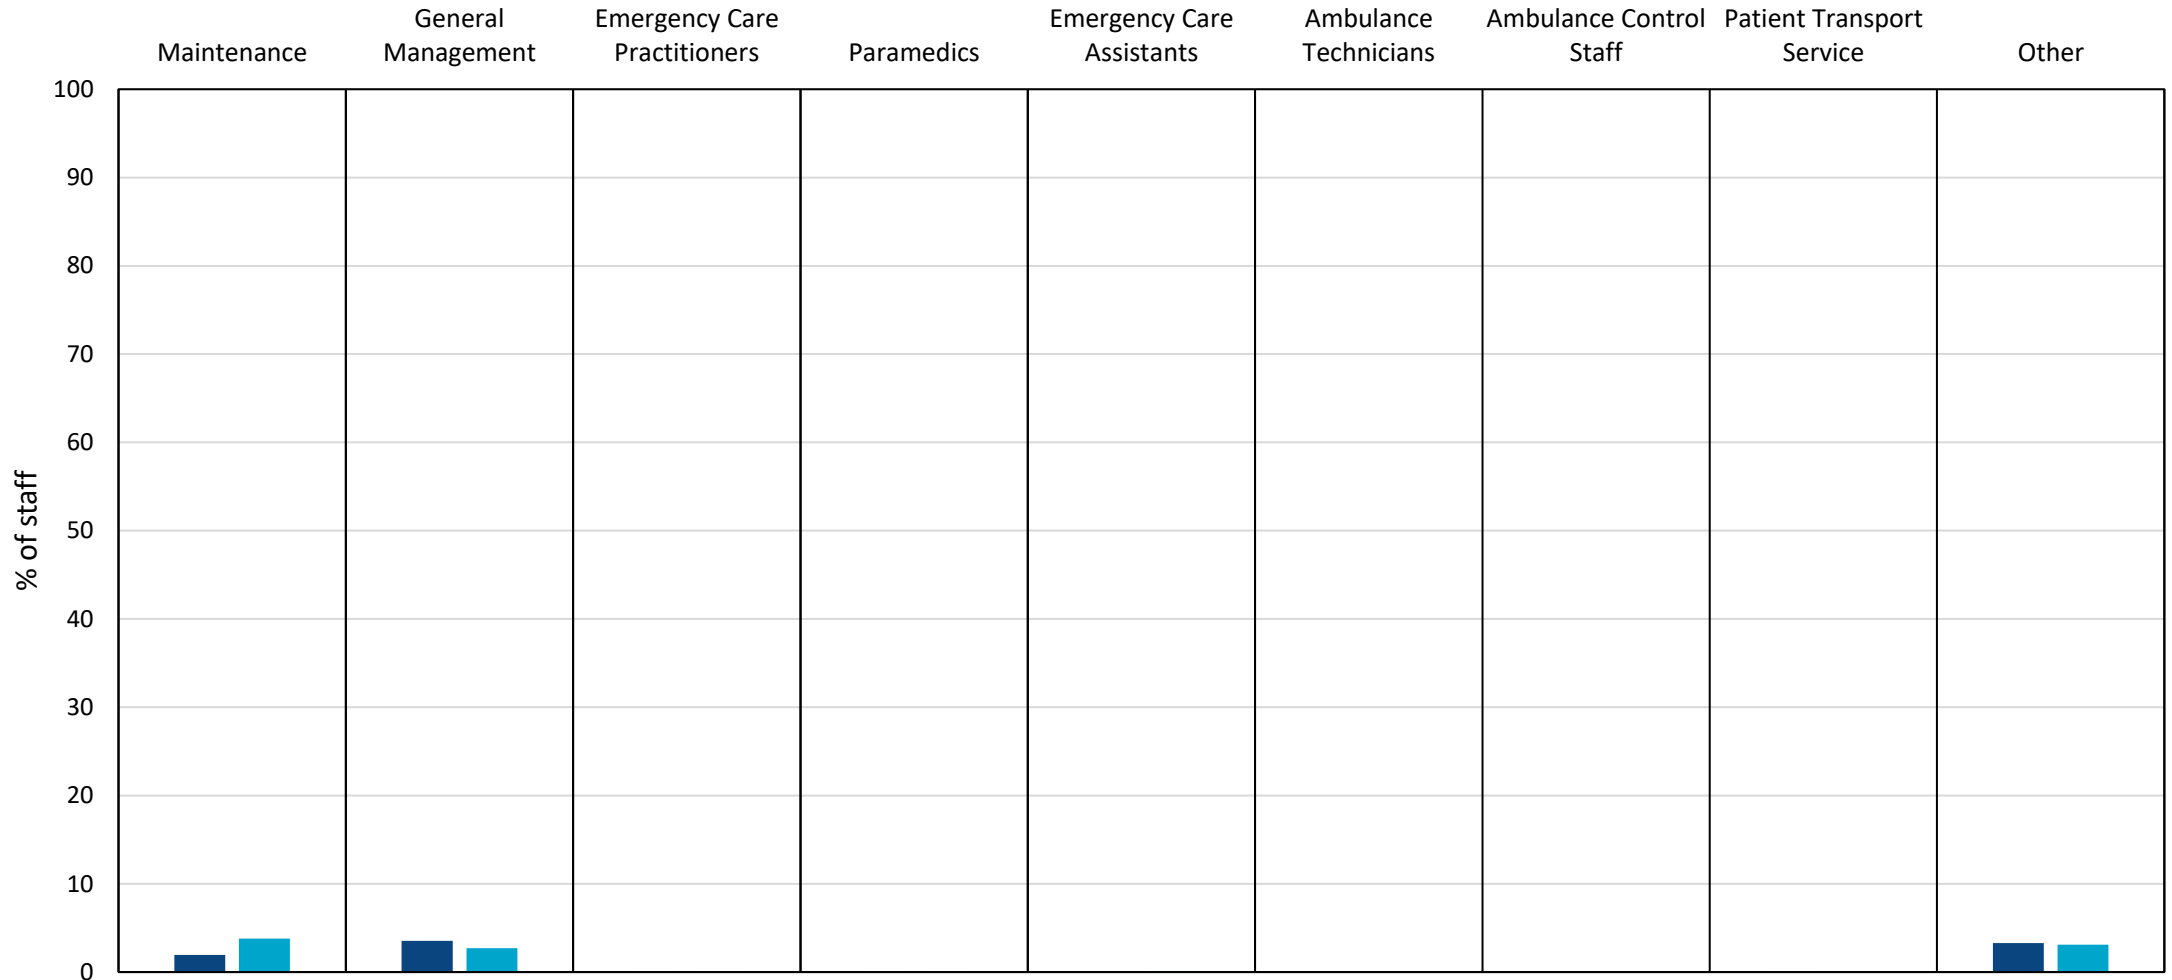 Maintenance
General
Management
Emergency Care
Practitioners
Paramedics
Emergency Care
Assistants
Ambulance
Technicians
Ambulance Control
Staff
Patient Transport
Service
Other
100
90
80
70
60
50
40
30
20
10
0
% of staff